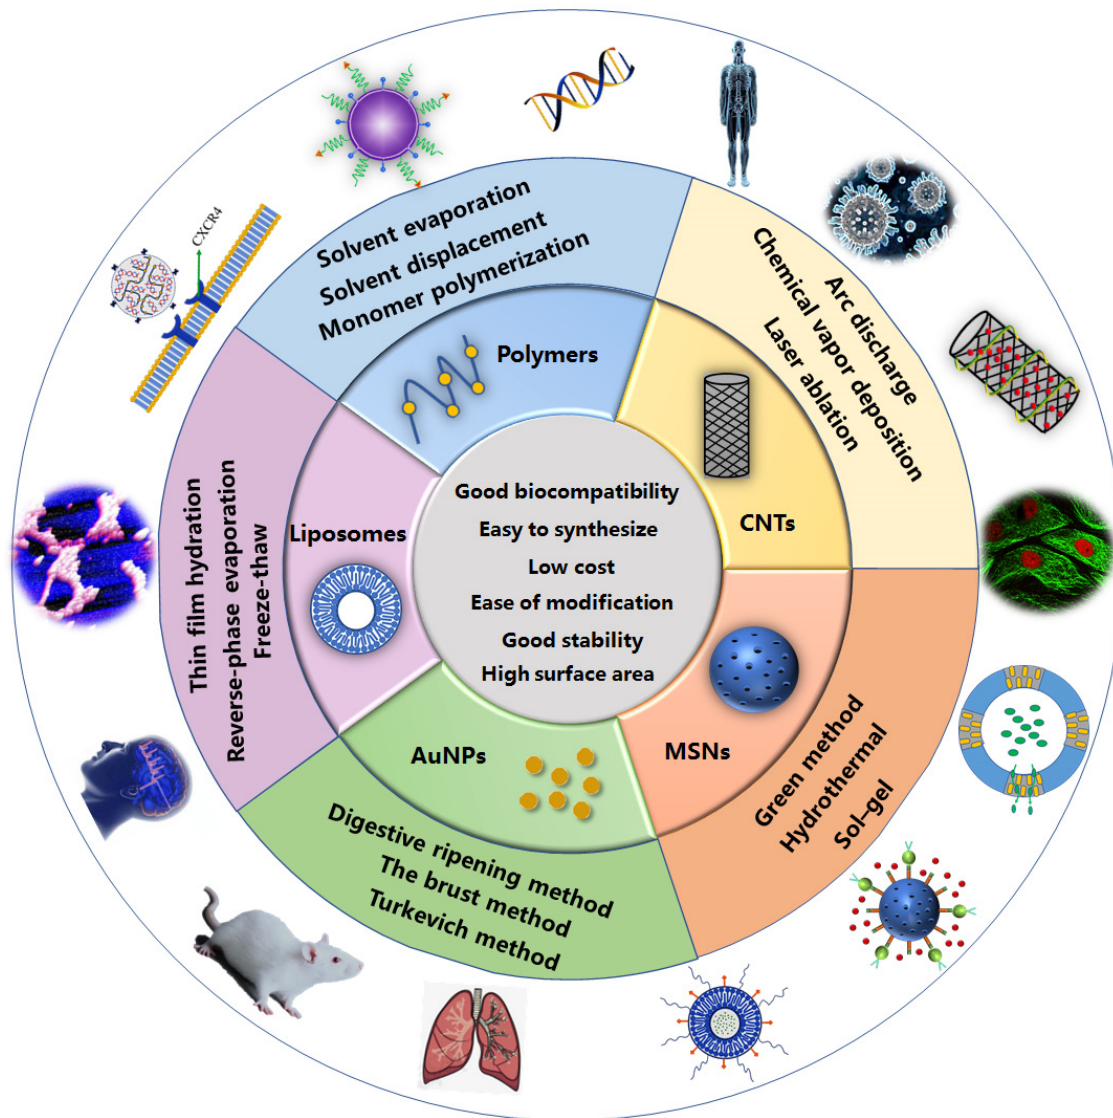 CXCR4
Solvent evaporation
Solvent displacement
Monomer polymerization
Polymers
Arc discharge
Chemical vapor deposition
Laser ablation
CNTs
Good biocompatibility
Easy to synthesize
Low cost
Ease of modification
Good stability
High surface area
Thin film hydration
Reverse-phase evaporation
Freeze-thaw
Liposomes
AuNPs
Digestive ripening method
The brust method
Turkevich method
MSNs
Green method
Hydrothermal
Sol–gel